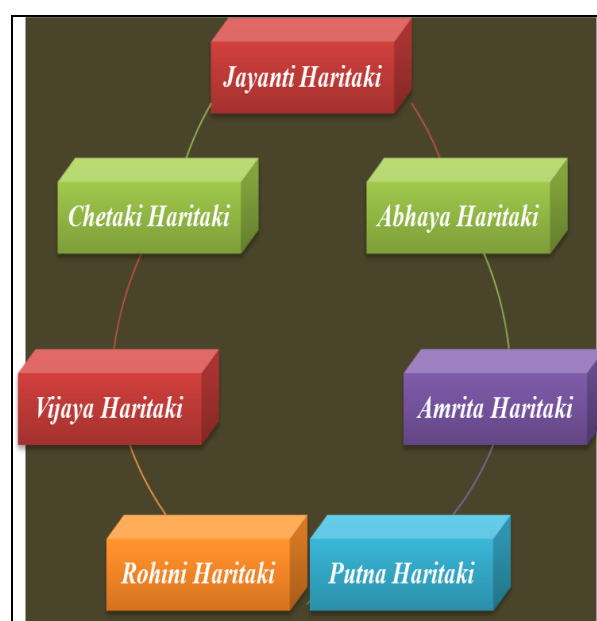 Jayanti Haritaki
Chetaki Haritaki
Abhaya Haritaki
Vijaya Haritaki
Amrita Haritaki
Rohini Haritaki
Putna Haritaki